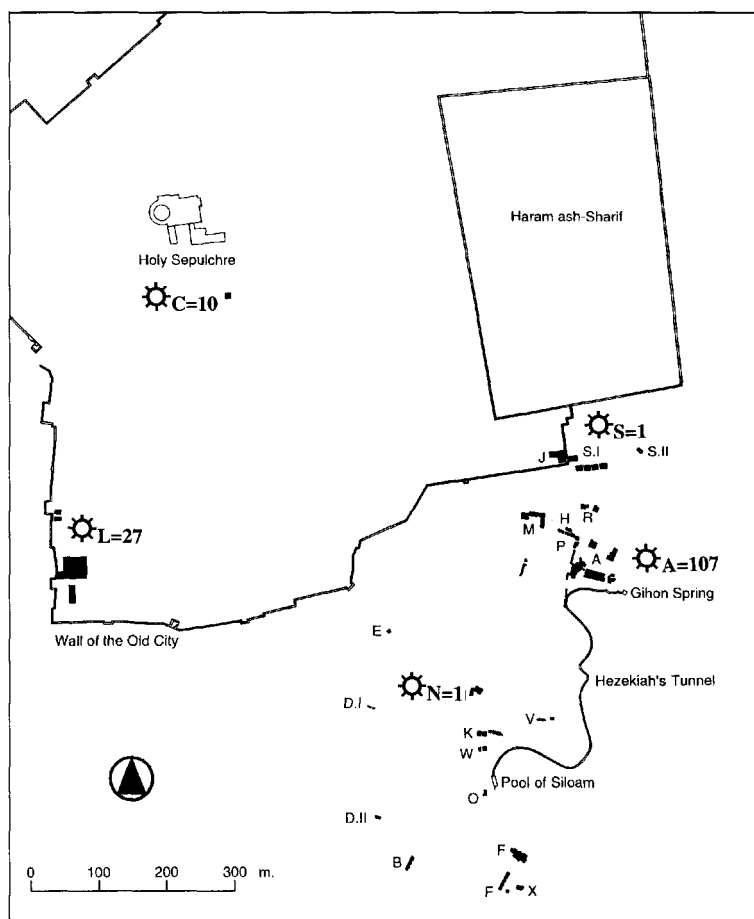 Haram ash-Sharif
Holy Sepulchre
C=10
S=1
J
S.I
S.II
L=27
M
H
R
P
j
A
A=107
Gihon Spring
Wall of the Old City
E
N=1
Hezekiah's Tunnel
D.I
V
K
W
Pool of Siloam
O
D.II
B
F
F
X
0 100 200 300 m.